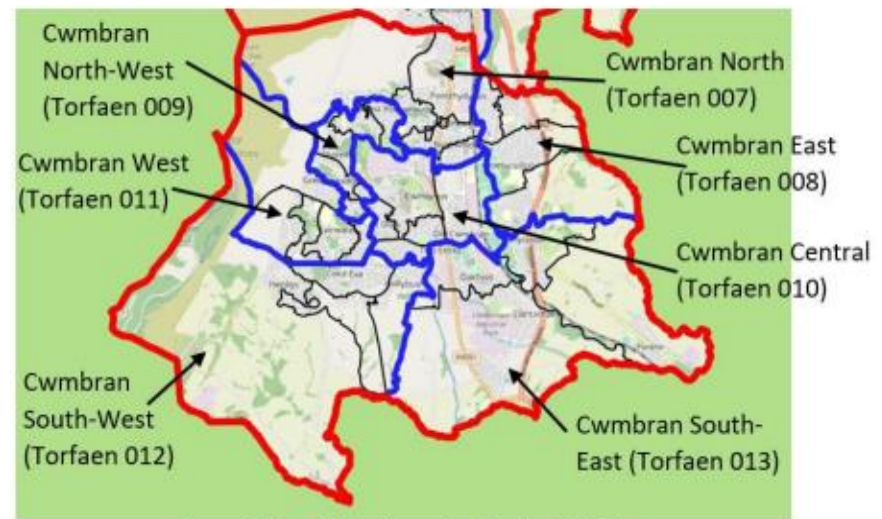 Cwmbran
North-West
(Torfaen 009)
Cwmbran North
(Torfaen 007)
Cwmbran West
(Torfaen 011)
Cwmbran East
(Torfaen 008)
Cwmbran Central
(Torfaen 010)
Cwmbran
South-West
(Torfaen 012)
Cwmbran South-
East (Torfaen 013)